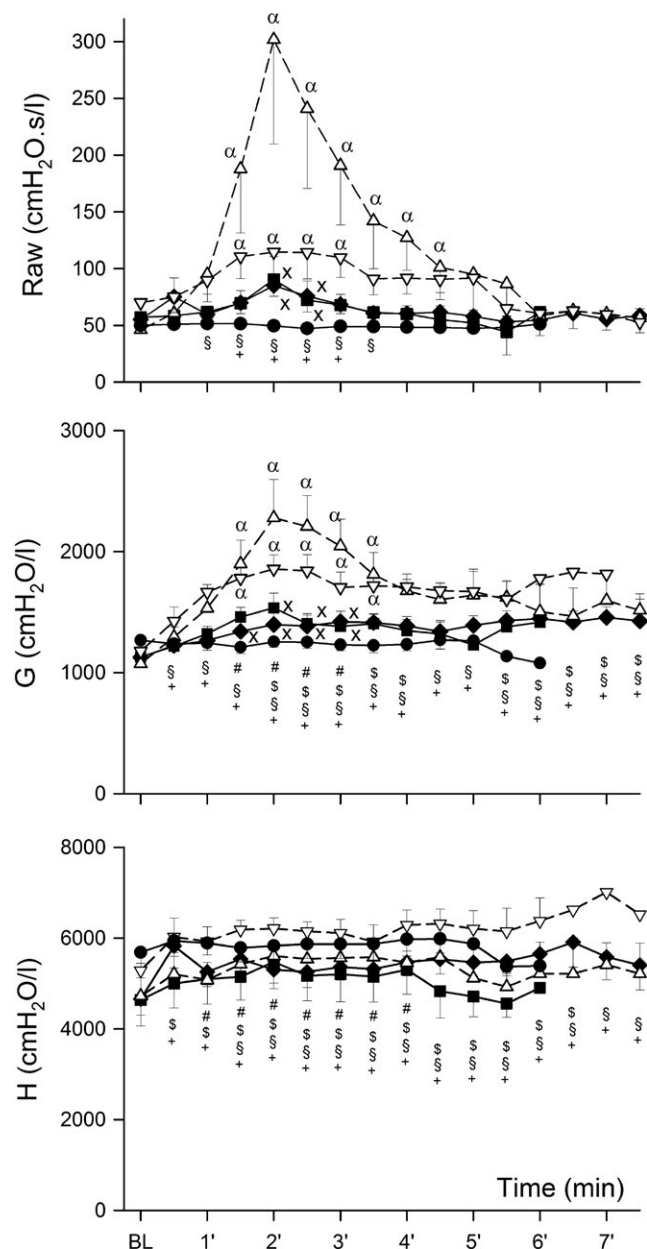 Raw (cmH₂O.s/l)
300
250
200
150
100
50
0
α
α
α α
α
α
α
α α α α
x x
x x
§ § § § § §
+ + + +
G (cmH₂O/l)
3000
2000
1000
0
α
α
α
α α
α α α
α α
x x x
x x x x
# # # #
§ § § $ § $ § $ § $ § $ § § § $ § $ § $ § $ § $ §
+ + + + + + + + + + + + + + +
H (cmH₂O/l)
8000
6000
4000
2000
0
# # # # # # #
$ $ $ $ $ $ $ $ $ $ $ $ $
§ § § § § § § § § § § § §
+ + + + + + + + + + + + + + +
Time (min)
BL 1' 2' 3' 4' 5' 6' 7'